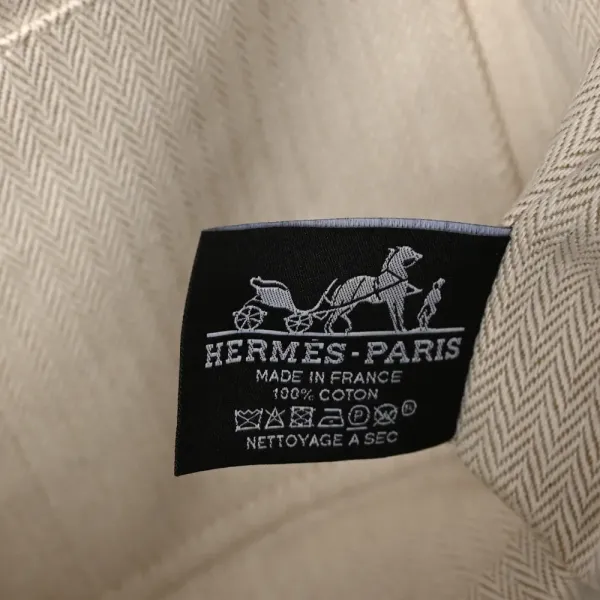 HERMÈS-PARIS
MADE IN FRANCE
100% COTON
P
NETTOYAGE A SEC